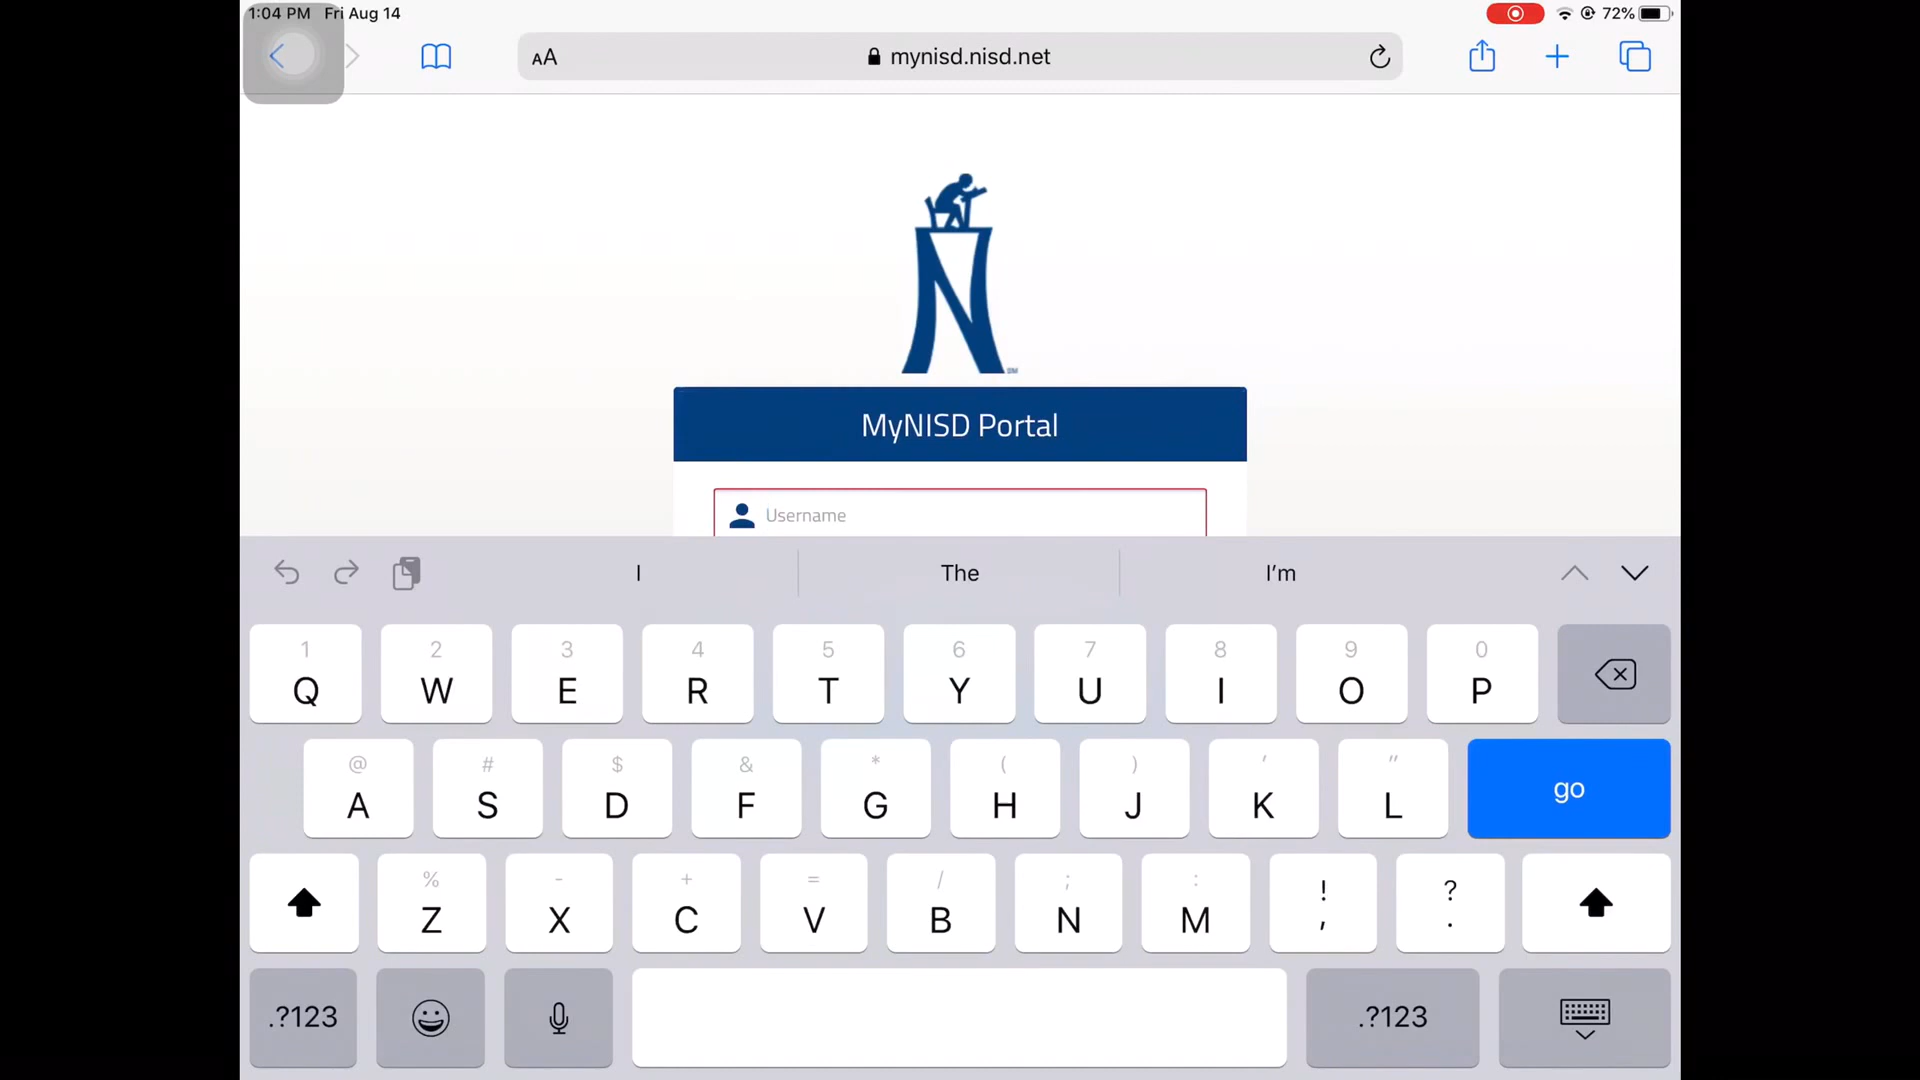 1:04 PM Fri Aug 14
72%
AA
mynisd.nisd.net
N
SM
MyNISD Portal
Username
I The I'm
1 2 3 4 5 6 7 8 9 0
Q W E R T Y U I O P
@ # $ & * ( ) ' "
A S D F G H J K L go
% - + = / ; : ! ?
Z X C V B N M , .
.?123 .?123